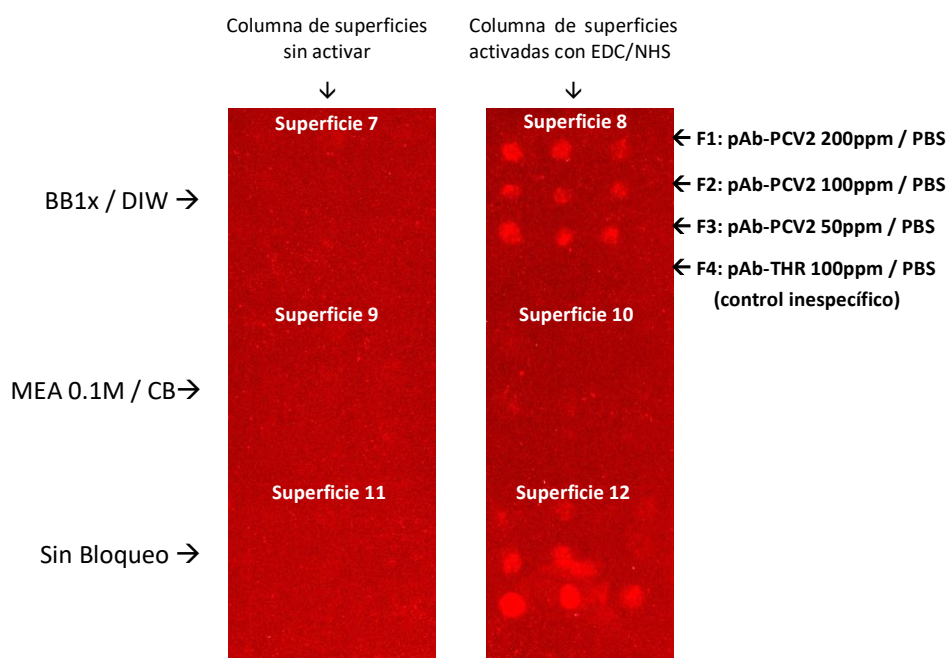 Columna de superficies
sin activar
↓
Columna de superficies
activadas con EDC/NHS
↓
Superficie 7
Superficie 8
← F1: pAb-PCV2 200ppm / PBS
← F2: pAb-PCV2 100ppm / PBS
BB1x / DIW →
← F3: pAb-PCV2 50ppm / PBS
← F4: pAb-THR 100ppm / PBS
(control inespecífico)
Superficie 9
Superficie 10
MEA 0.1M / CB→
Superficie 11
Superficie 12
Sin Bloqueo →